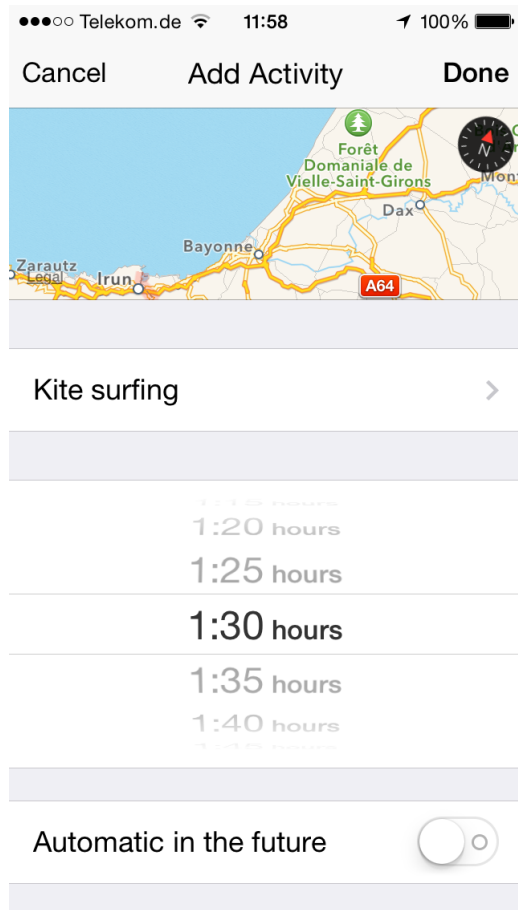 Telekom.de 11:58 100%
Cancel Add Activity Done
Forêt
Domaniale de
Vielle-Saint-Girons
N
Mon
Dax
Bayonne
Zarautz
Legal
Irun
A64
Kite surfing
1:20 hours
1:25 hours
1:30 hours
1:35 hours
1:40 hours
Automatic in the future